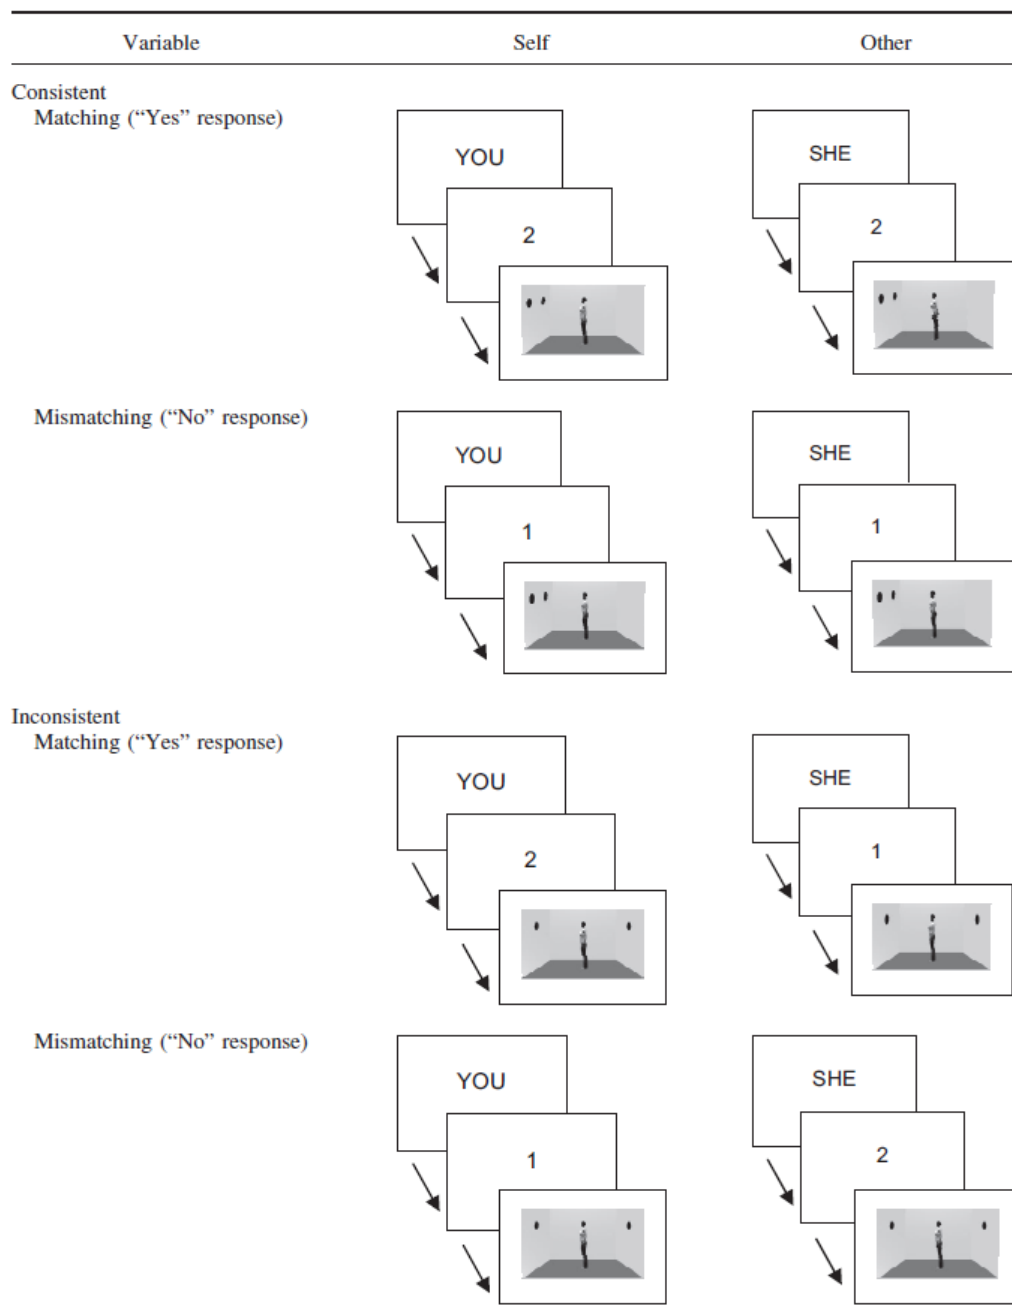 Variable Self Other
Consistent
Matching (“Yes” response)
YOU SHE
2 2
Mismatching (“No” response)
YOU SHE
1 1
Inconsistent
Matching (“Yes” response)
YOU SHE
2 1
Mismatching (“No” response)
YOU SHE
1 2